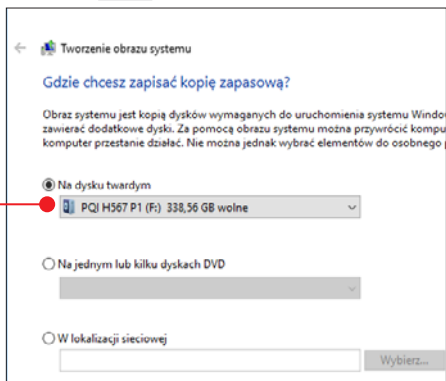 Tworzenie obrazu systemu
Gdzie chcesz zapisać kopię zapasową?
Obraz systemu jest kopią dysków wymaganych do uruchomienia systemu Windo
zawierać dodatkowe dyski. Za pomocą obrazu systemu można przywrócić kompu
komputer przestanie działać. Nie można jednak wybrać elementów do osobnego
Na dysku twardym
PQI H567 P1 (F:) 338,56 GB wolne
Na jednym lub kilku dyskach DVD
W lokalizacji sieciowej
Wybierz...